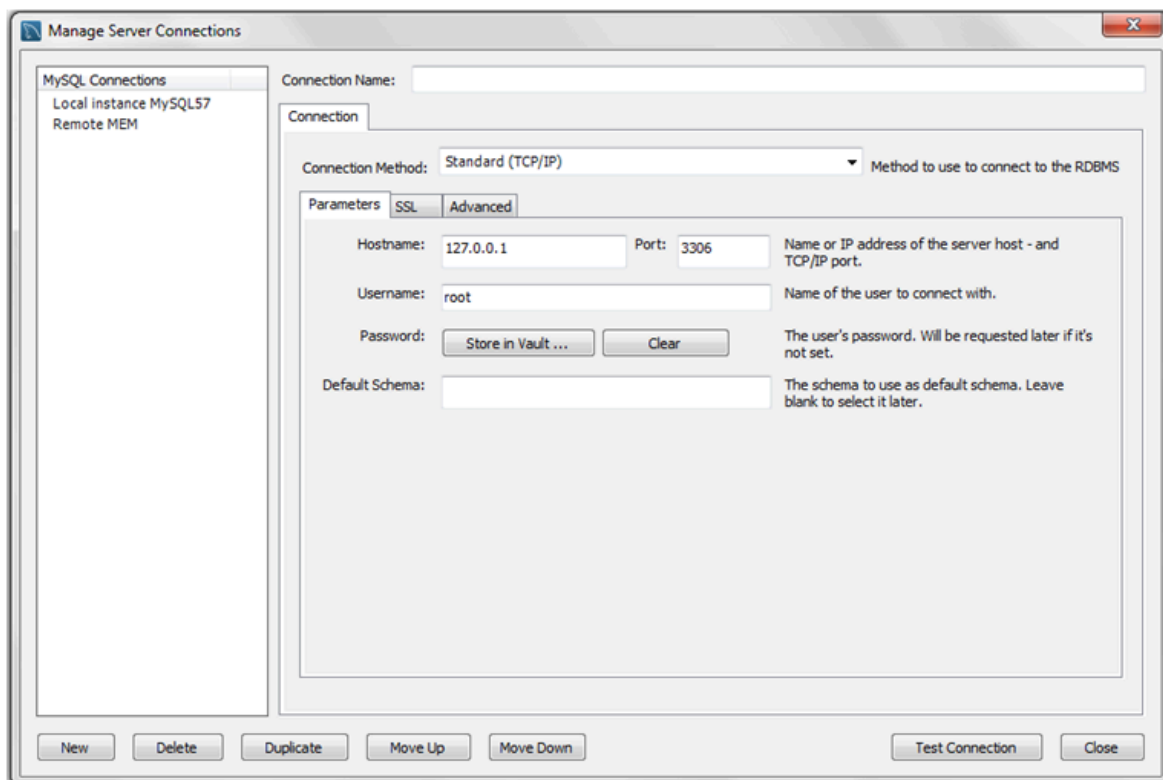 Manage Server Connections
MySQL Connections
Local instance MySQL57
Remote MEM
Connection Name:
Connection
Connection Method: Standard (TCP/IP) Method to use to connect to the RDBMS
Parameters SSL Advanced
Hostname: 127.0.0.1 Port: 3306 Name or IP address of the server host - and
TCP/IP port.
Username: root Name of the user to connect with.
Password: Store in Vault ... Clear The user's password. Will be requested later if it's
not set.
Default Schema: The schema to use as default schema. Leave
blank to select it later.
New Delete Duplicate Move Up Move Down Test Connection Close